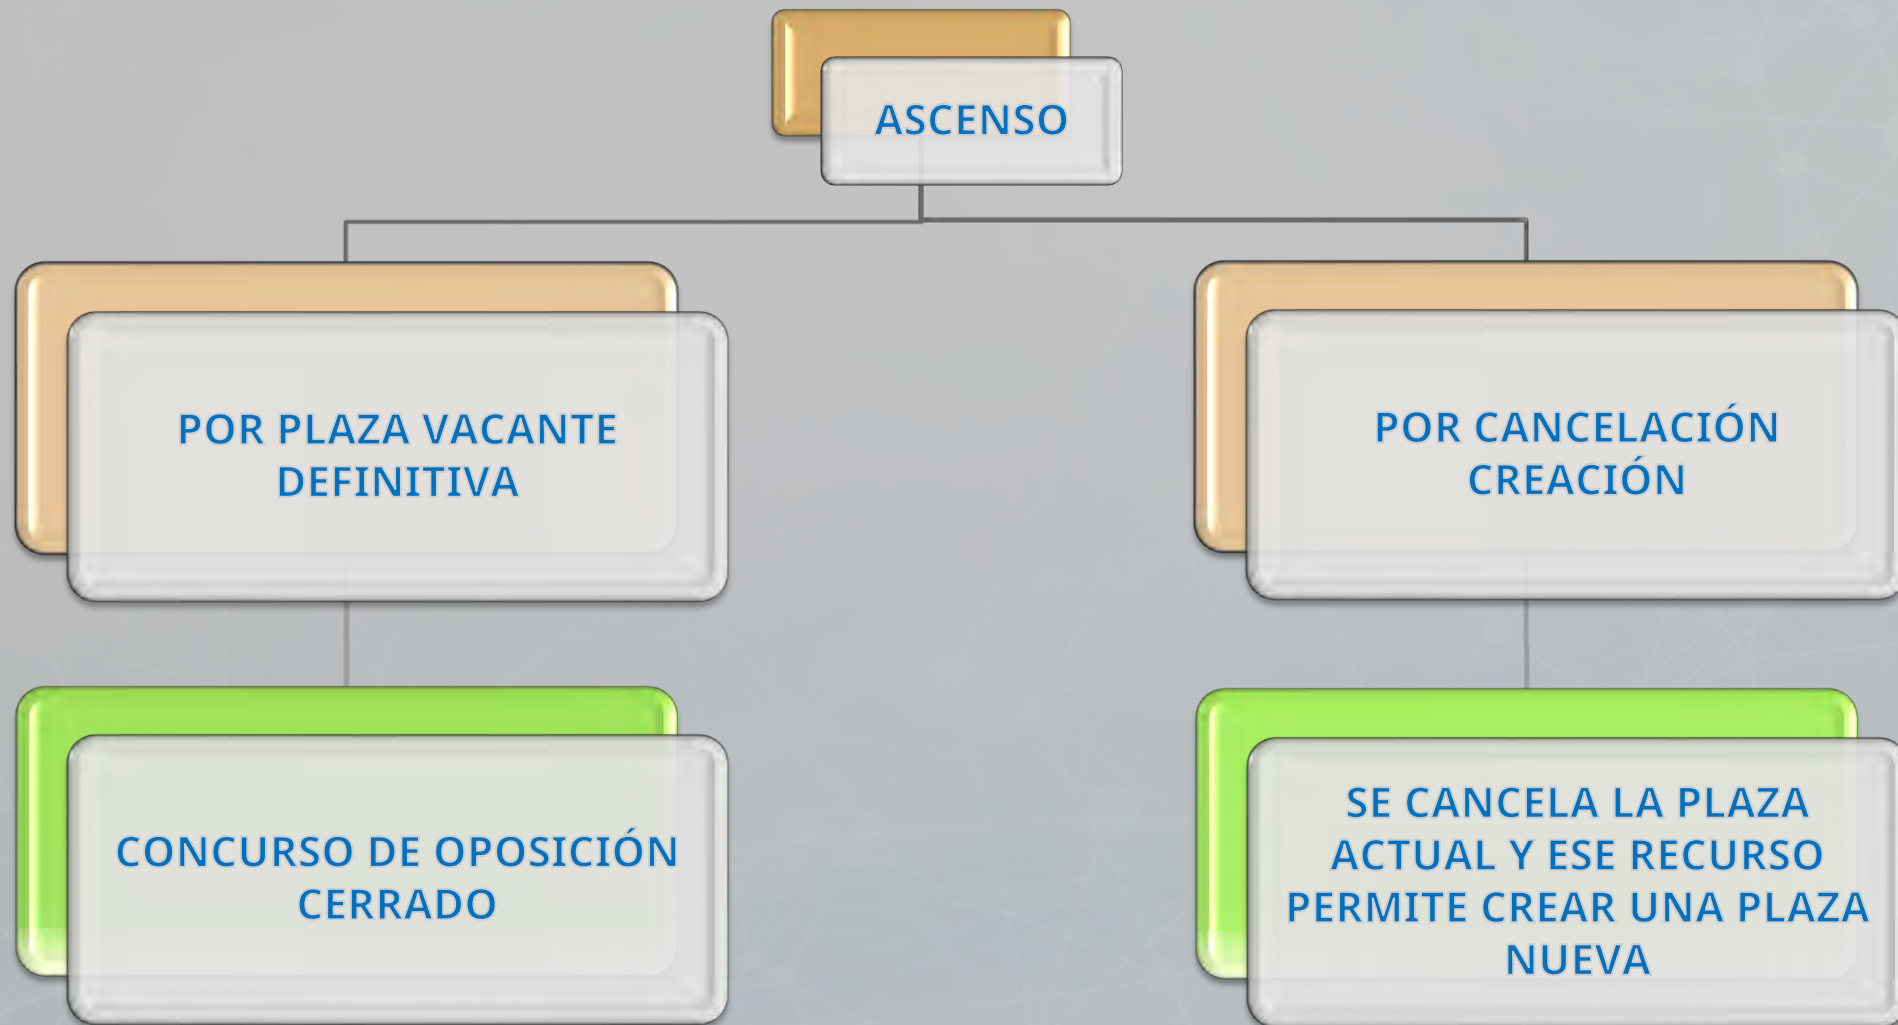 ASCENSO
POR PLAZA VACANTE
DEFINITIVA
POR CANCELACIÓN
CREACIÓN
CONCURSO DE OPOSICIÓN
CERRADO
SE CANCELA LA PLAZA
ACTUAL Y ESE RECURSO
PERMITE CREAR UNA PLAZA
NUEVA